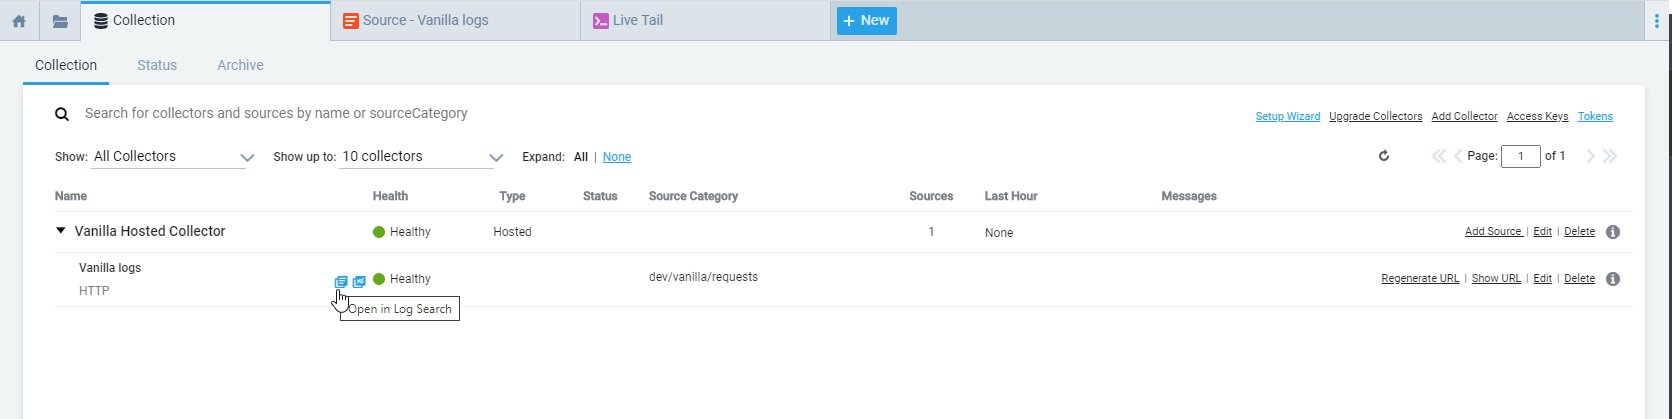 Collection Source - Vanilla logs Live Tail + New
Collection Status Archive
Search for collectors and sources by name or sourceCategory
Setup Wizard Upgrade Collectors Add Collector Access Keys Tokens
Show: All Collectors Show up to: 10 collectors Expand: All | None Page: 1 of 1
Name Health Type Status Source Category Sources Last Hour Messages
Vanilla Hosted Collector Healthy Hosted 1 None Add Source | Edit | Delete
Vanilla logs
HTTP Healthy dev/vanilla/requests Regenerate URL | Show URL | Edit | Delete
Open in Log Search